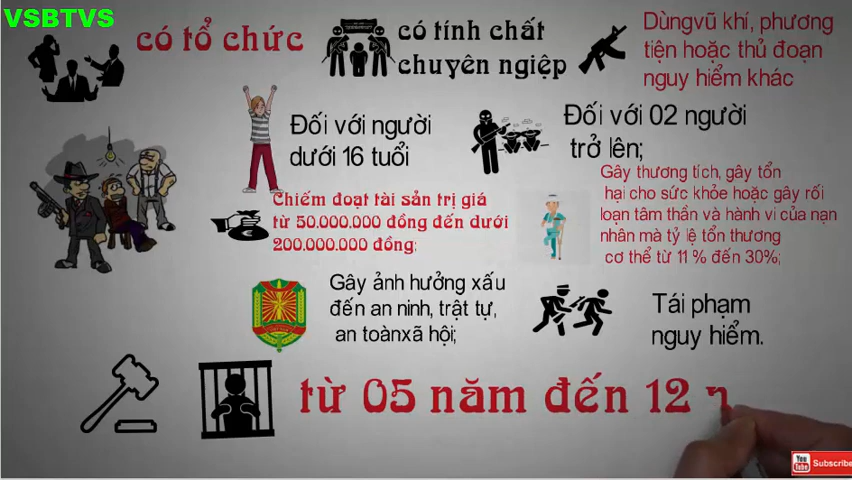 VSBTVS
có tổ chức
có tính chất
chuyên ngiệp
Dùngvũ khí, phương
tiện hoặc thủ đoạn
nguy hiểm khác
Đối với người
dưới 16 tuổi
Đối với 02 người
trở lên;
Chiếm đoạt tài sản trị giá
từ 50.000.000 đồng đến dưới
200.000.000 đồng;
Gây thương tích, gây tổn
hại cho sức khỏe hoặc gây rối
loạn tâm thần và hành vi của nạn
nhân mà tỷ lệ tổn thương
cơ thể từ 11 % đến 30%;
Gây ảnh hưởng xấu
đến an ninh, trật tự,
an toànxã hội;
Tái phạm
nguy hiểm.
từ 05 năm đến 12
You
Tube
Subscribe